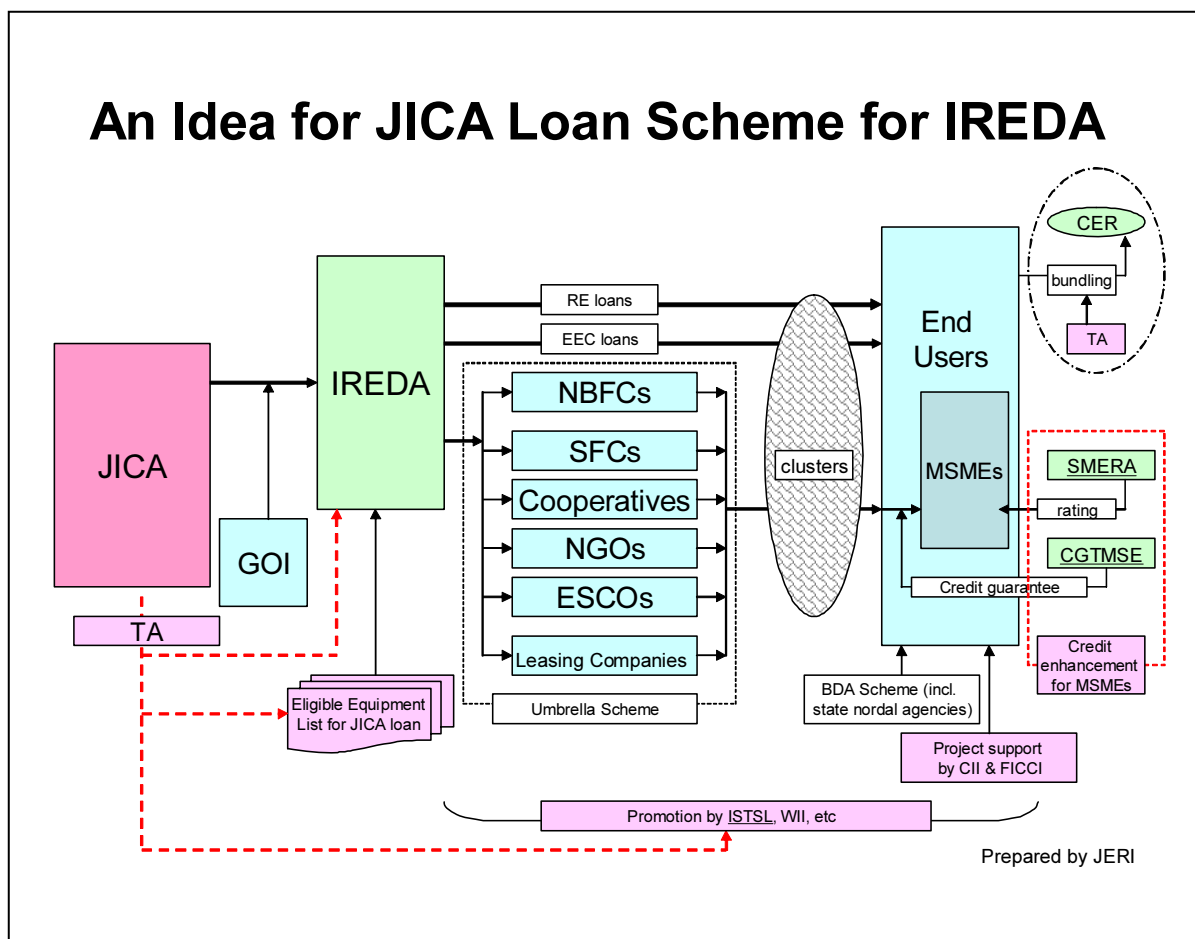 An Idea for JICA Loan Scheme for IREDA
CER
bundling
TA
RE loans
EEC loans
End
Users
IREDA
JICA
GOI
TA
NBFCs
SFCs
Cooperatives
NGOs
ESCOs
Leasing Companies
Umbrella Scheme
clusters
MSMEs
SMERA
rating
CGTMSE
Credit guarantee
Credit
enhancement
for MSMEs
Eligible Equipment
List for JICA loan
BDA Scheme (incl.
state nordal agencies)
Project support
by CII & FICCI
Promotion by ISTSL, WII, etc
Prepared by JERI